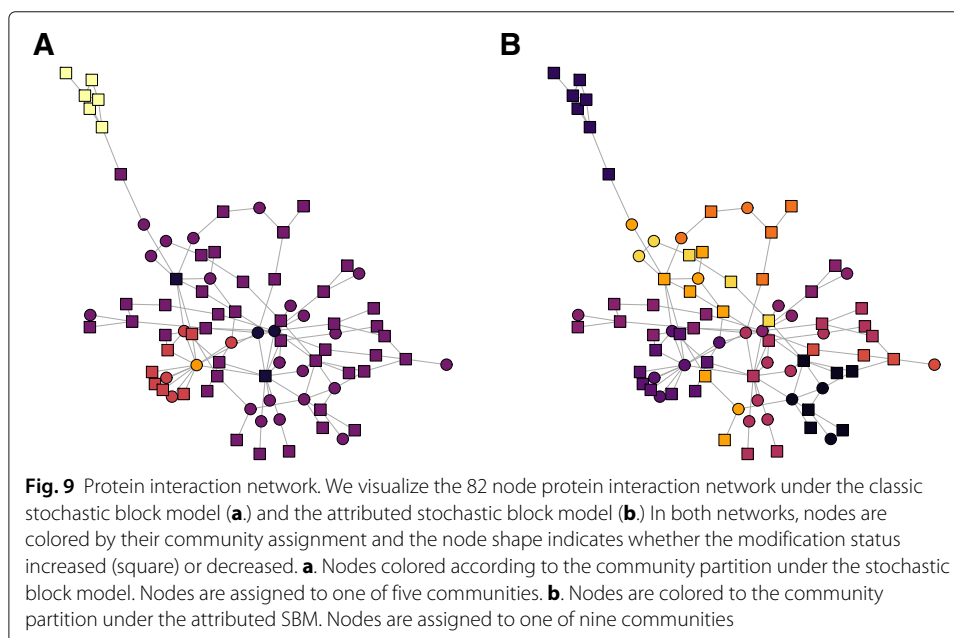 A
B
Fig. 9 Protein interaction network. We visualize the 82 node protein interaction network under the classic
stochastic block model (a.) and the attributed stochastic block model (b.) In both networks, nodes are
colored by their community assignment and the node shape indicates whether the modification status
increased (square) or decreased. a. Nodes colored according to the community partition under the stochastic
block model. Nodes are assigned to one of five communities. b. Nodes are colored to the community
partition under the attributed SBM. Nodes are assigned to one of nine communities